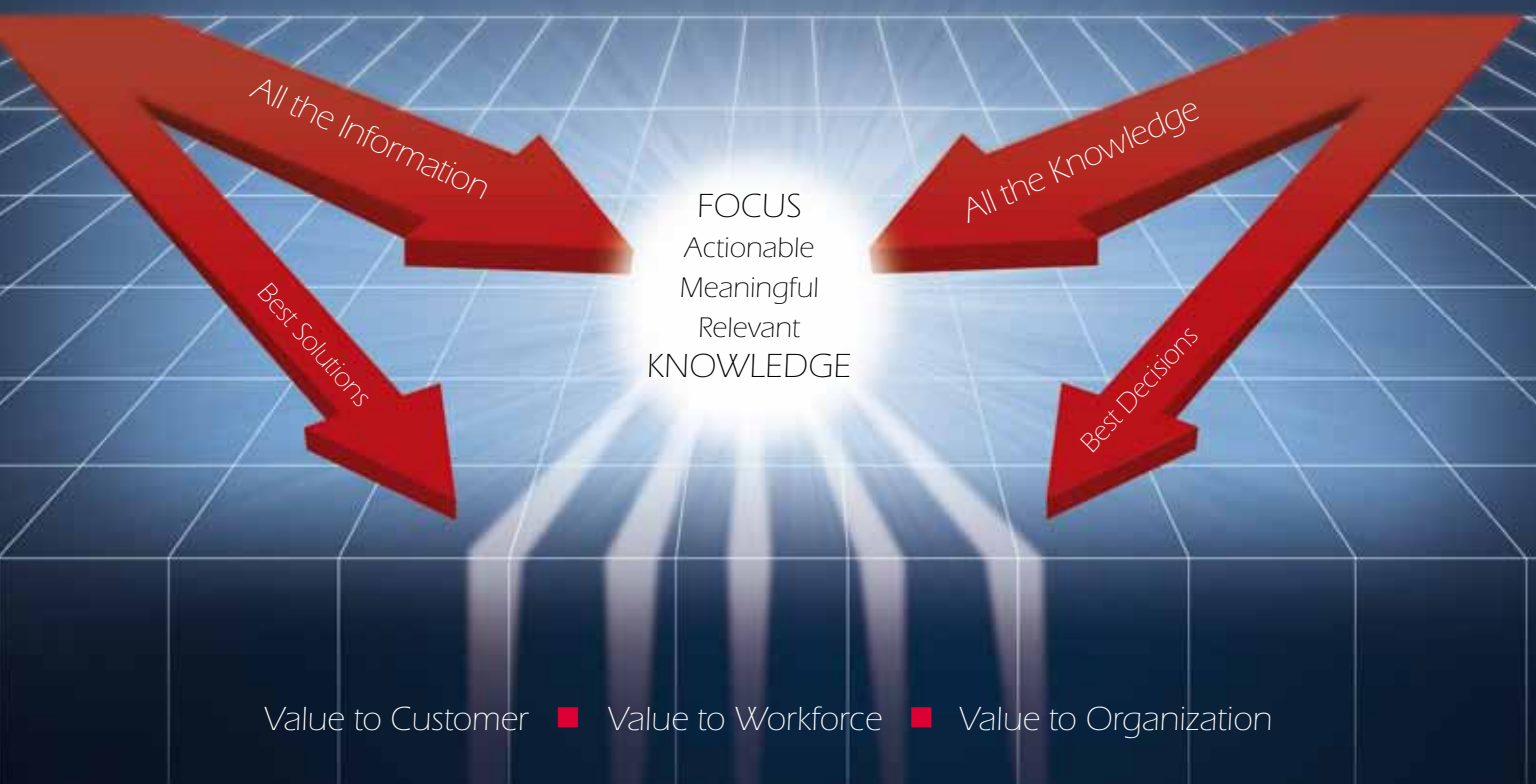 All the Information
All the Knowledge
FOCUS
Actionable
Meaningful
Relevant
KNOWLEDGE
Best Solutions
Best Decisions
Value to Customer ■ Value to Workforce ■ Value to Organization